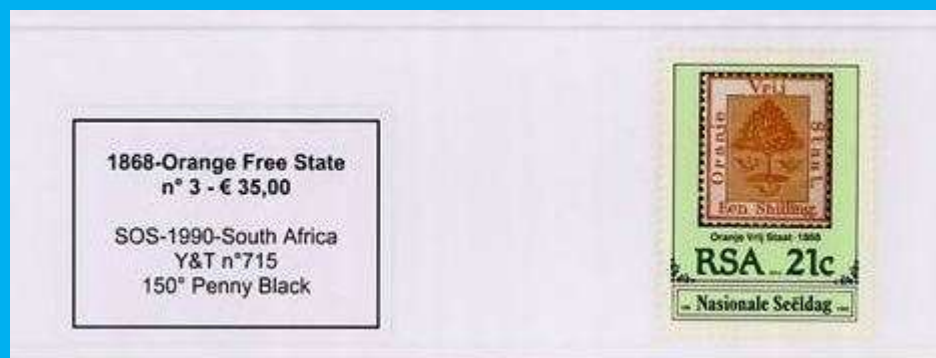 1868-Orange Free State
n° 3 - € 35,00
SOS-1990-South Africa
Y&T n°715
150° Penny Black
Vrij
Oranje
Staat
Een Shilling
Oranje Vrij Staat - 1868
RSA 21c
Nasionale Seëldag